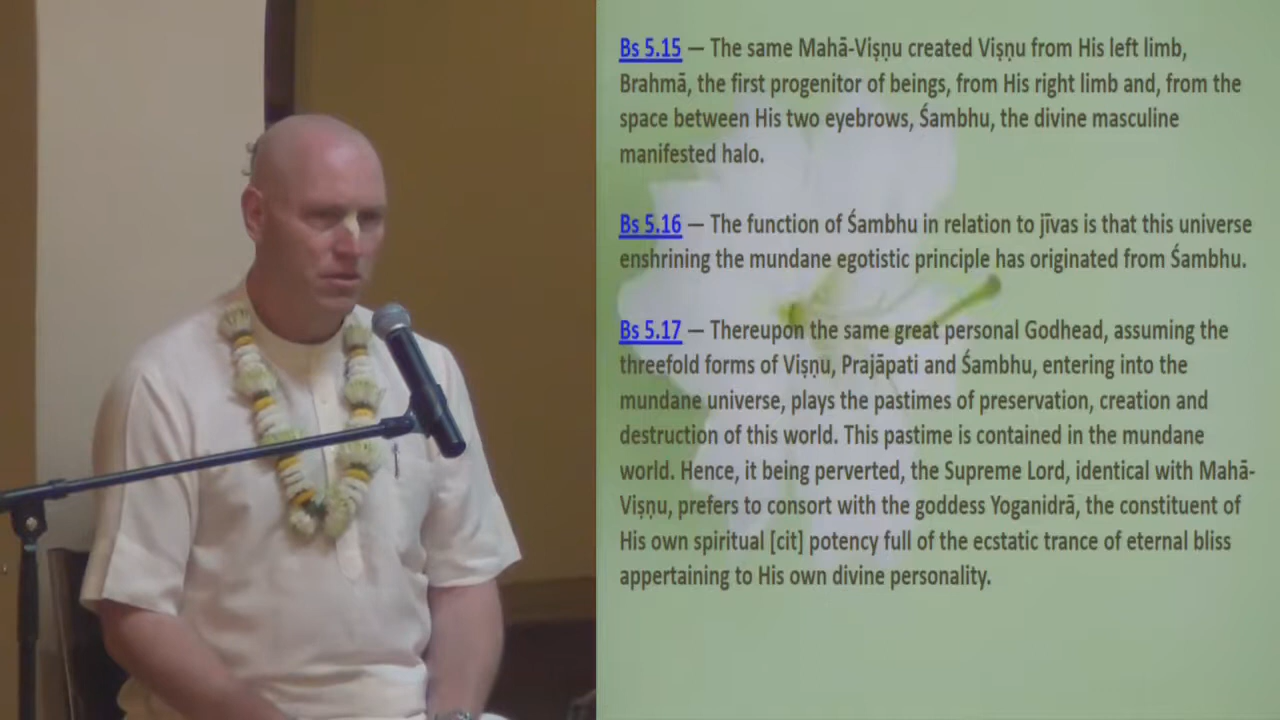 Bs 5.15 — The same Mahā-Viṣṇu created Viṣṇu from His left limb,
Brahmā, the first progenitor of beings, from His right limb and, from the
space between His two eyebrows, Śambhu, the divine masculine
manifested halo.
Bs 5.16 — The function of Śambhu in relation to jīvas is that this universe
enshrining the mundane egotistic principle has originated from Śambhu.
Bs 5.17 — Thereupon the same great personal Godhead, assuming the
threefold forms of Viṣṇu, Prajāpati and Śambhu, entering into the
mundane universe, plays the pastimes of preservation, creation and
destruction of this world. This pastime is contained in the mundane
world. Hence, it being perverted, the Supreme Lord, identical with Mahā-
Viṣṇu, prefers to consort with the goddess Yoganidrā, the constituent of
His own spiritual [cit] potency full of the ecstatic trance of eternal bliss
appertaining to His own divine personality.